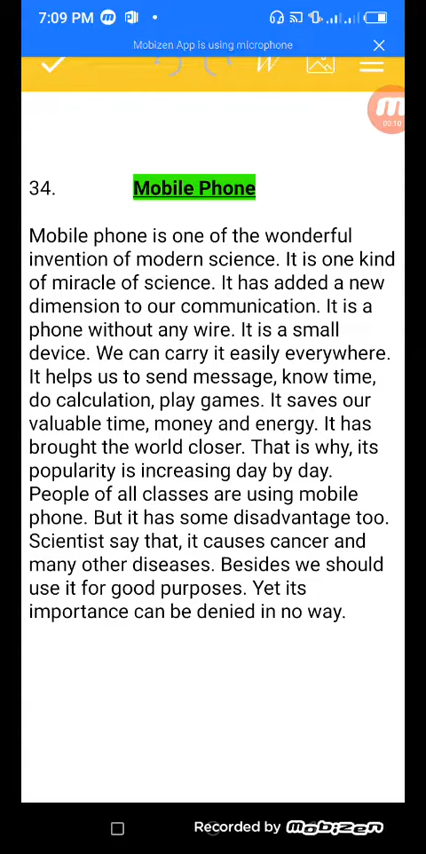 7:09 PM
Mobizen App is using microphone
00:19
34. Mobile Phone
Mobile phone is one of the wonderful
invention of modern science. It is one kind
of miracle of science. It has added a new
dimension to our communication. It is a
phone without any wire. It is a small
device. We can carry it easily everywhere.
It helps us to send message, know time,
do calculation, play games. It saves our
valuable time, money and energy. It has
brought the world closer. That is why, its
popularity is increasing day by day.
People of all classes are using mobile
phone. But it has some disadvantage too.
Scientist say that, it causes cancer and
many other diseases. Besides we should
use it for good purposes. Yet its
importance can be denied in no way.
Recorded by mobizen